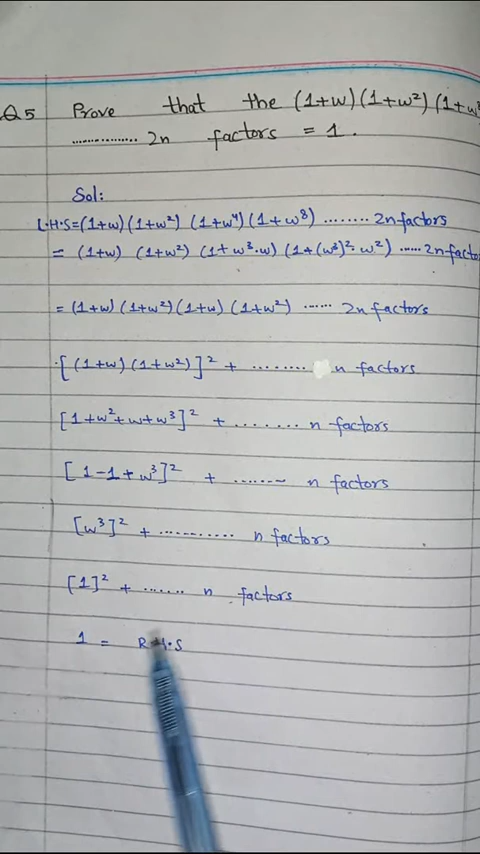 Q5 Prove that the (1+w)(1+w²)(1+w
............... 2n factors = 1.
Sol:
L.H.S=(1+w)(1+w²) (1+w⁴)(1+w⁸) ........ 2nfactors
= (1+w) (1+w²) (1+w³.w) (1+(w³)².w²) ..... 2n-facto
= (1+w)(1+w²)(1+w)(1+w²) ...... 2n factors
.[(1+w)(1+w²)]² + ........ n factors
[1+w²+w+w³]² + ........ n factors
[1-1+w³]² + ....... n factors
[w³]² + ........... n factors
[1]² + ....... n factors
1 = R.H.S